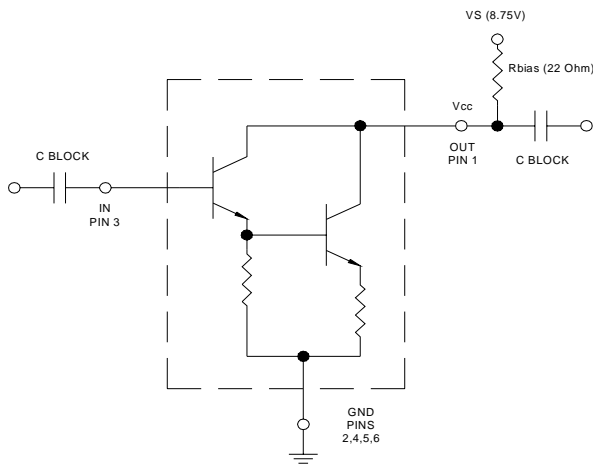 VS (8.75V)
Rbias (22 Ohm)
Vcc
C BLOCK
OUT
PIN 1
C BLOCK
IN
PIN 3
GND
PINS
2,4,5,6